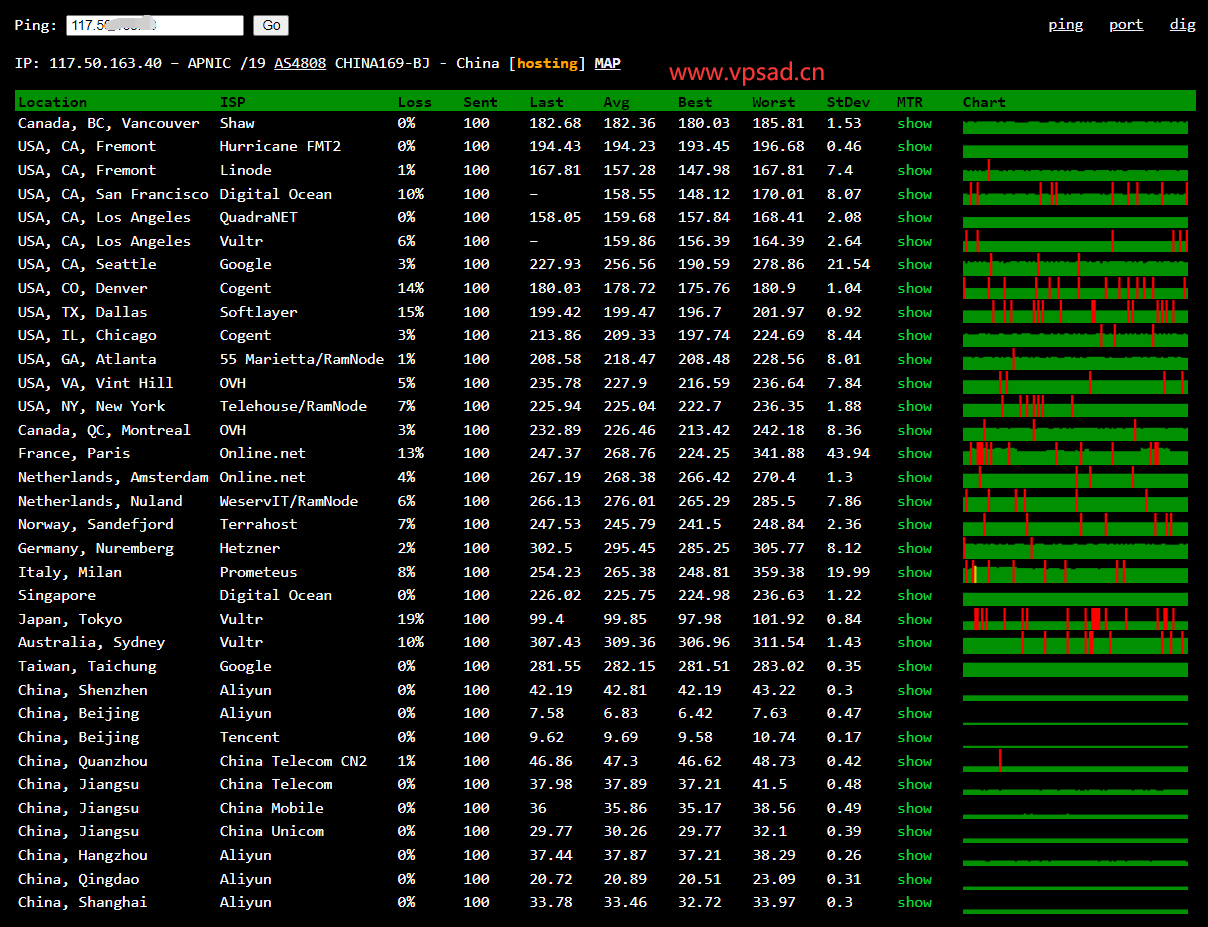 Ping: 117.50 Go ping port dig
IP: 117.50.163.40 – APNIC /19 AS4808 CHINA169-BJ - China [hosting] MAP
www.vpsad.cn
Location ISP Loss Sent Last Avg Best Worst StDev MTR Chart
Canada, BC, Vancouver Shaw 0% 100 182.68 182.36 180.03 185.81 1.53 show
USA, CA, Fremont Hurricane FMT2 0% 100 194.43 194.23 193.45 196.68 0.46 show
USA, CA, Fremont Linode 1% 100 167.81 157.28 147.98 167.81 7.4 show
USA, CA, San Francisco Digital Ocean 10% 100 – 158.55 148.12 170.01 8.07 show
USA, CA, Los Angeles QuadraNET 0% 100 158.05 159.68 157.84 168.41 2.08 show
USA, CA, Los Angeles Vultr 6% 100 – 159.86 156.39 164.39 2.64 show
USA, CA, Seattle Google 3% 100 227.93 256.56 190.59 278.86 21.54 show
USA, CO, Denver Cogent 14% 100 180.03 178.72 175.76 180.9 1.04 show
USA, TX, Dallas Softlayer 15% 100 199.42 199.47 196.7 201.97 0.92 show
USA, IL, Chicago Cogent 3% 100 213.86 209.33 197.74 224.69 8.44 show
USA, GA, Atlanta 55 Marietta/RamNode 1% 100 208.58 218.47 208.48 228.56 8.01 show
USA, VA, Vint Hill OVH 5% 100 235.78 227.9 216.59 236.64 7.84 show
USA, NY, New York Telehouse/RamNode 7% 100 225.94 225.04 222.7 236.35 1.88 show
Canada, QC, Montreal OVH 3% 100 232.89 226.46 213.42 242.18 8.36 show
France, Paris Online.net 13% 100 247.37 268.76 224.25 341.88 43.94 show
Netherlands, Amsterdam Online.net 4% 100 267.19 268.38 266.42 270.4 1.3 show
Netherlands, Nuland WeservIT/RamNode 6% 100 266.13 276.01 265.29 285.5 7.86 show
Norway, Sandefjord Terrahost 7% 100 247.53 245.79 241.5 248.84 2.36 show
Germany, Nuremberg Hetzner 2% 100 302.5 295.45 285.25 305.77 8.12 show
Italy, Milan Prometeus 8% 100 254.23 265.38 248.81 359.38 19.99 show
Singapore Digital Ocean 0% 100 226.02 225.75 224.98 236.63 1.22 show
Japan, Tokyo Vultr 19% 100 99.4 99.85 97.98 101.92 0.84 show
Australia, Sydney Vultr 10% 100 307.43 309.36 306.96 311.54 1.43 show
Taiwan, Taichung Google 0% 100 281.55 282.15 281.51 283.02 0.35 show
China, Shenzhen Aliyun 0% 100 42.19 42.81 42.19 43.22 0.3 show
China, Beijing Aliyun 0% 100 7.58 6.83 6.42 7.63 0.47 show
China, Beijing Tencent 0% 100 9.62 9.69 9.58 10.74 0.17 show
China, Quanzhou China Telecom CN2 1% 100 46.86 47.3 46.62 48.73 0.42 show
China, Jiangsu China Telecom 0% 100 37.98 37.89 37.21 41.5 0.48 show
China, Jiangsu China Mobile 0% 100 36 35.86 35.17 38.56 0.49 show
China, Jiangsu China Unicom 0% 100 29.77 30.26 29.77 32.1 0.39 show
China, Hangzhou Aliyun 0% 100 37.44 37.87 37.21 38.29 0.26 show
China, Qingdao Aliyun 0% 100 20.72 20.89 20.51 23.09 0.31 show
China, Shanghai Aliyun 0% 100 33.78 33.46 32.72 33.97 0.3 show